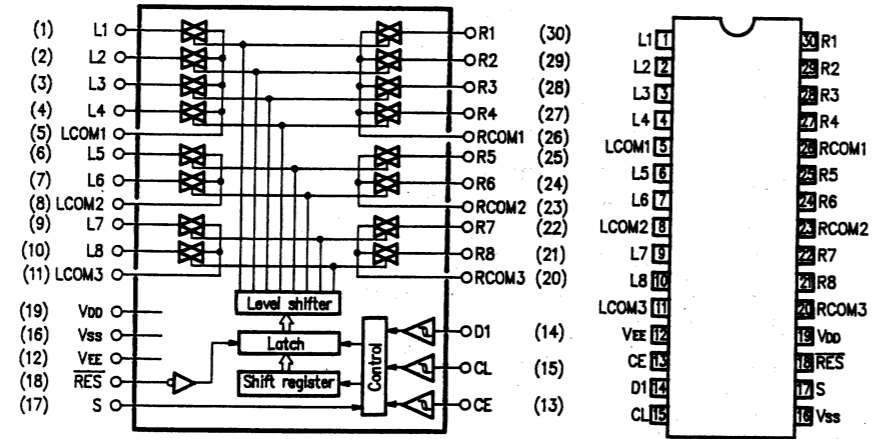 (1) L1 R1 (30)
(2) L2 R2 (29)
(3) L3 R3 (28)
(4) L4 R4 (27)
(5) LCOM1 RCOM1 (26)
(6) L5 R5 (25)
(7) L6 R6 (24)
(8) LCOM2 RCOM2 (23)
(9) L7 R7 (22)
(10) L8 R8 (21)
(11) LCOM3 RCOM3 (20)
Level shifter
(19) VDD
(16) Vss D1 (14)
Latch
(12) VEE
Control
CL (15)
(18) RES Shift register
(17) S CE (13)
L1 1 30 R1
L2 2 29 R2
L3 3 28 R3
L4 4 27 R4
LCOM1 5 26 RCOM1
L5 6 25 R5
L6 7 24 R6
LCOM2 8 23 RCOM2
L7 9 22 R7
L8 10 21 R8
LCOM3 11 20 RCOM3
VEE 12 19 VDD
CE 13 18 RES
D1 14 17 S
CL 15 16 Vss